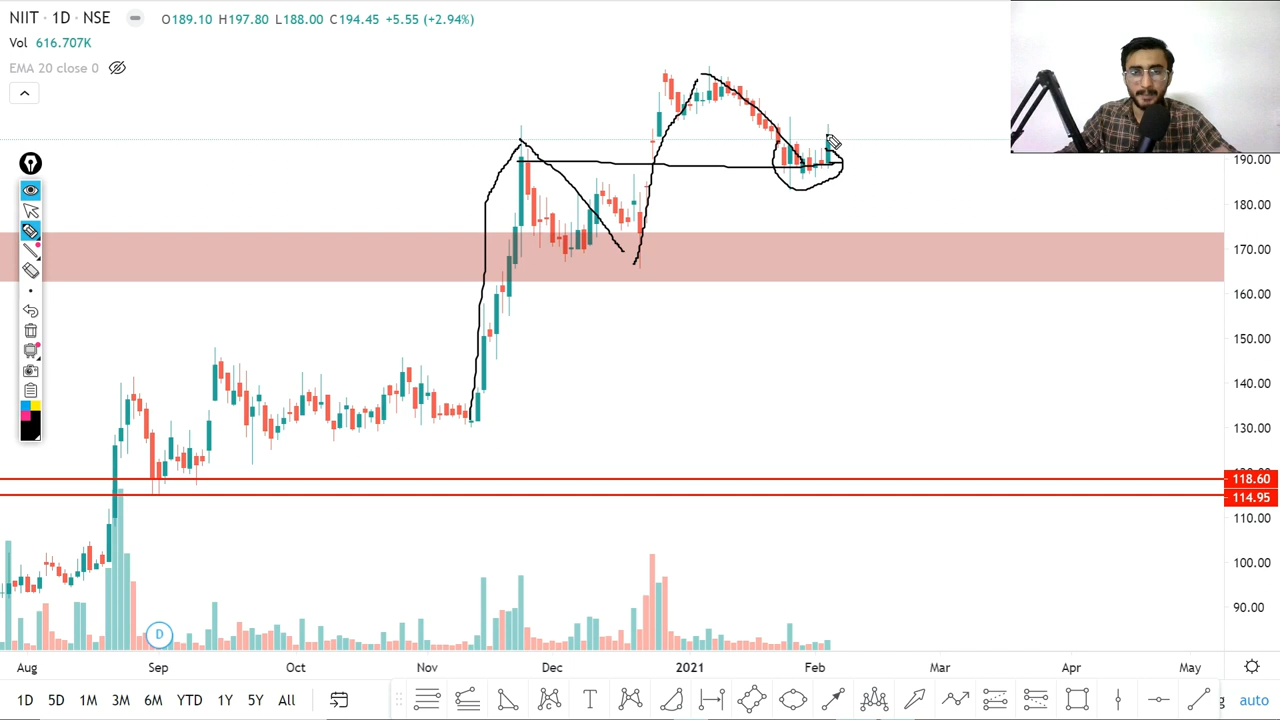 NIIT · 1D · NSE
O189.10 H197.80 L188.00 C194.45 +5.55 (+2.94%)
Vol 616.707K
EMA 20 close 0
190.00
180.00
170.00
160.00
150.00
140.00
130.00
118.60
114.95
110.00
100.00
90.00
D
Aug Sep Oct Nov Dec 2021 Feb Mar Apr May
1D 5D 1M 3M 6M YTD 1Y 5Y All
T
auto